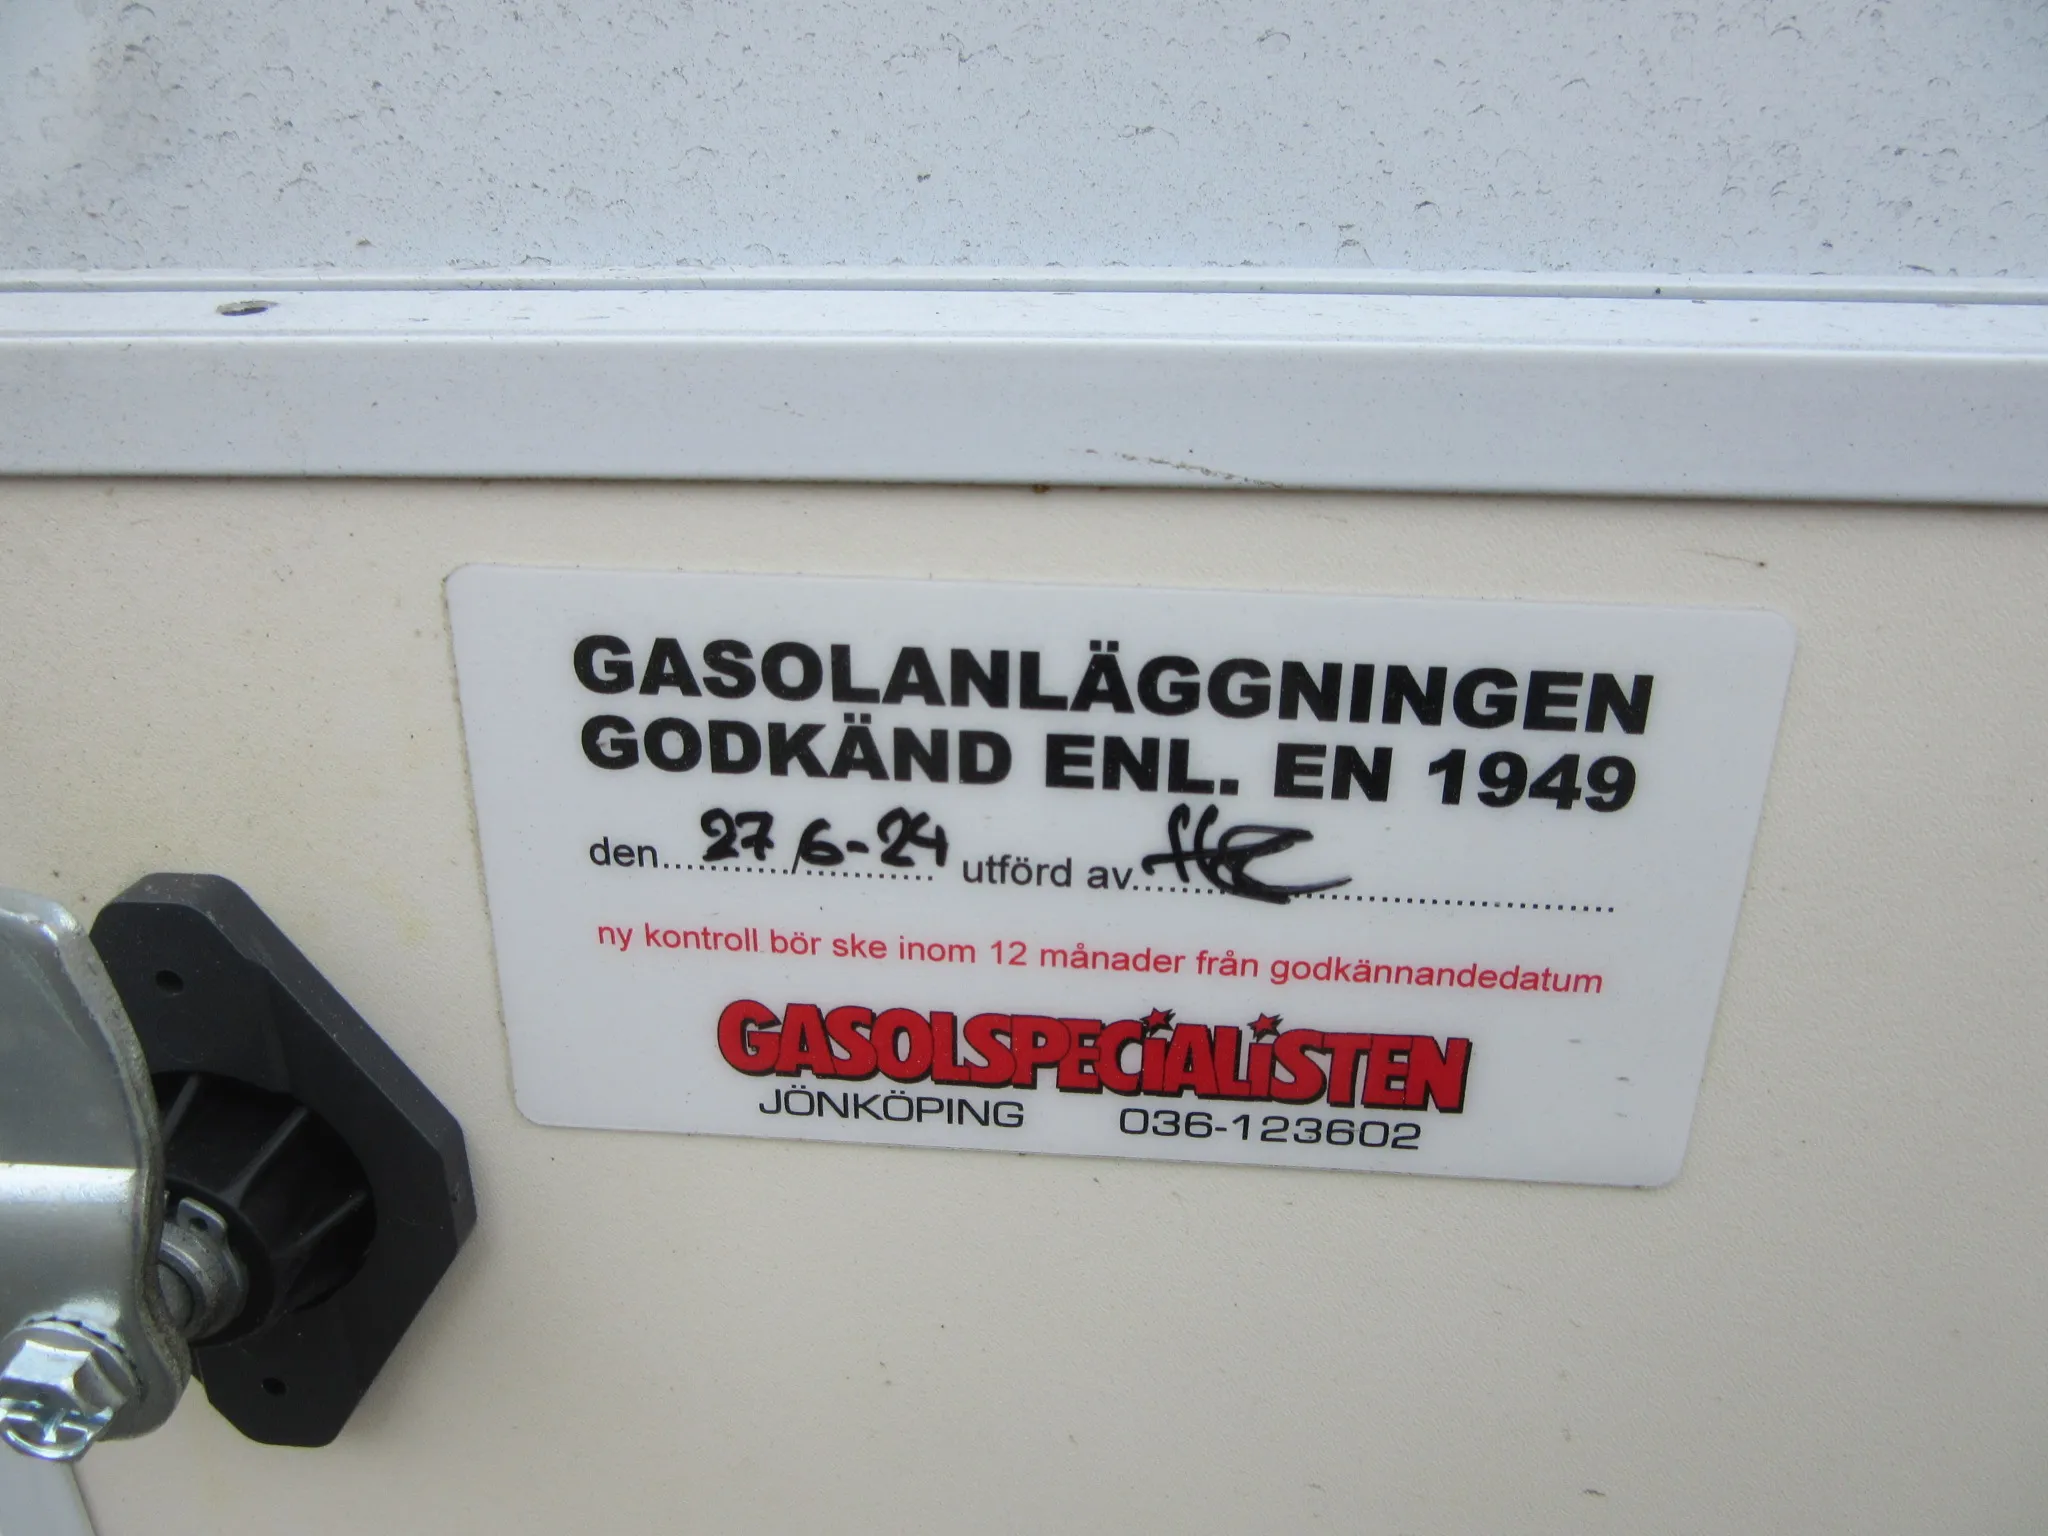 GASOLANLÄGGNINGEN
GODKÄND ENL. EN 1949
den 27/6-24 utförd av
ny kontroll bör ske inom 12 månader från godkännandedatum
GASOLSPECiALiSTEN
JÖNKÖPING 036-123602